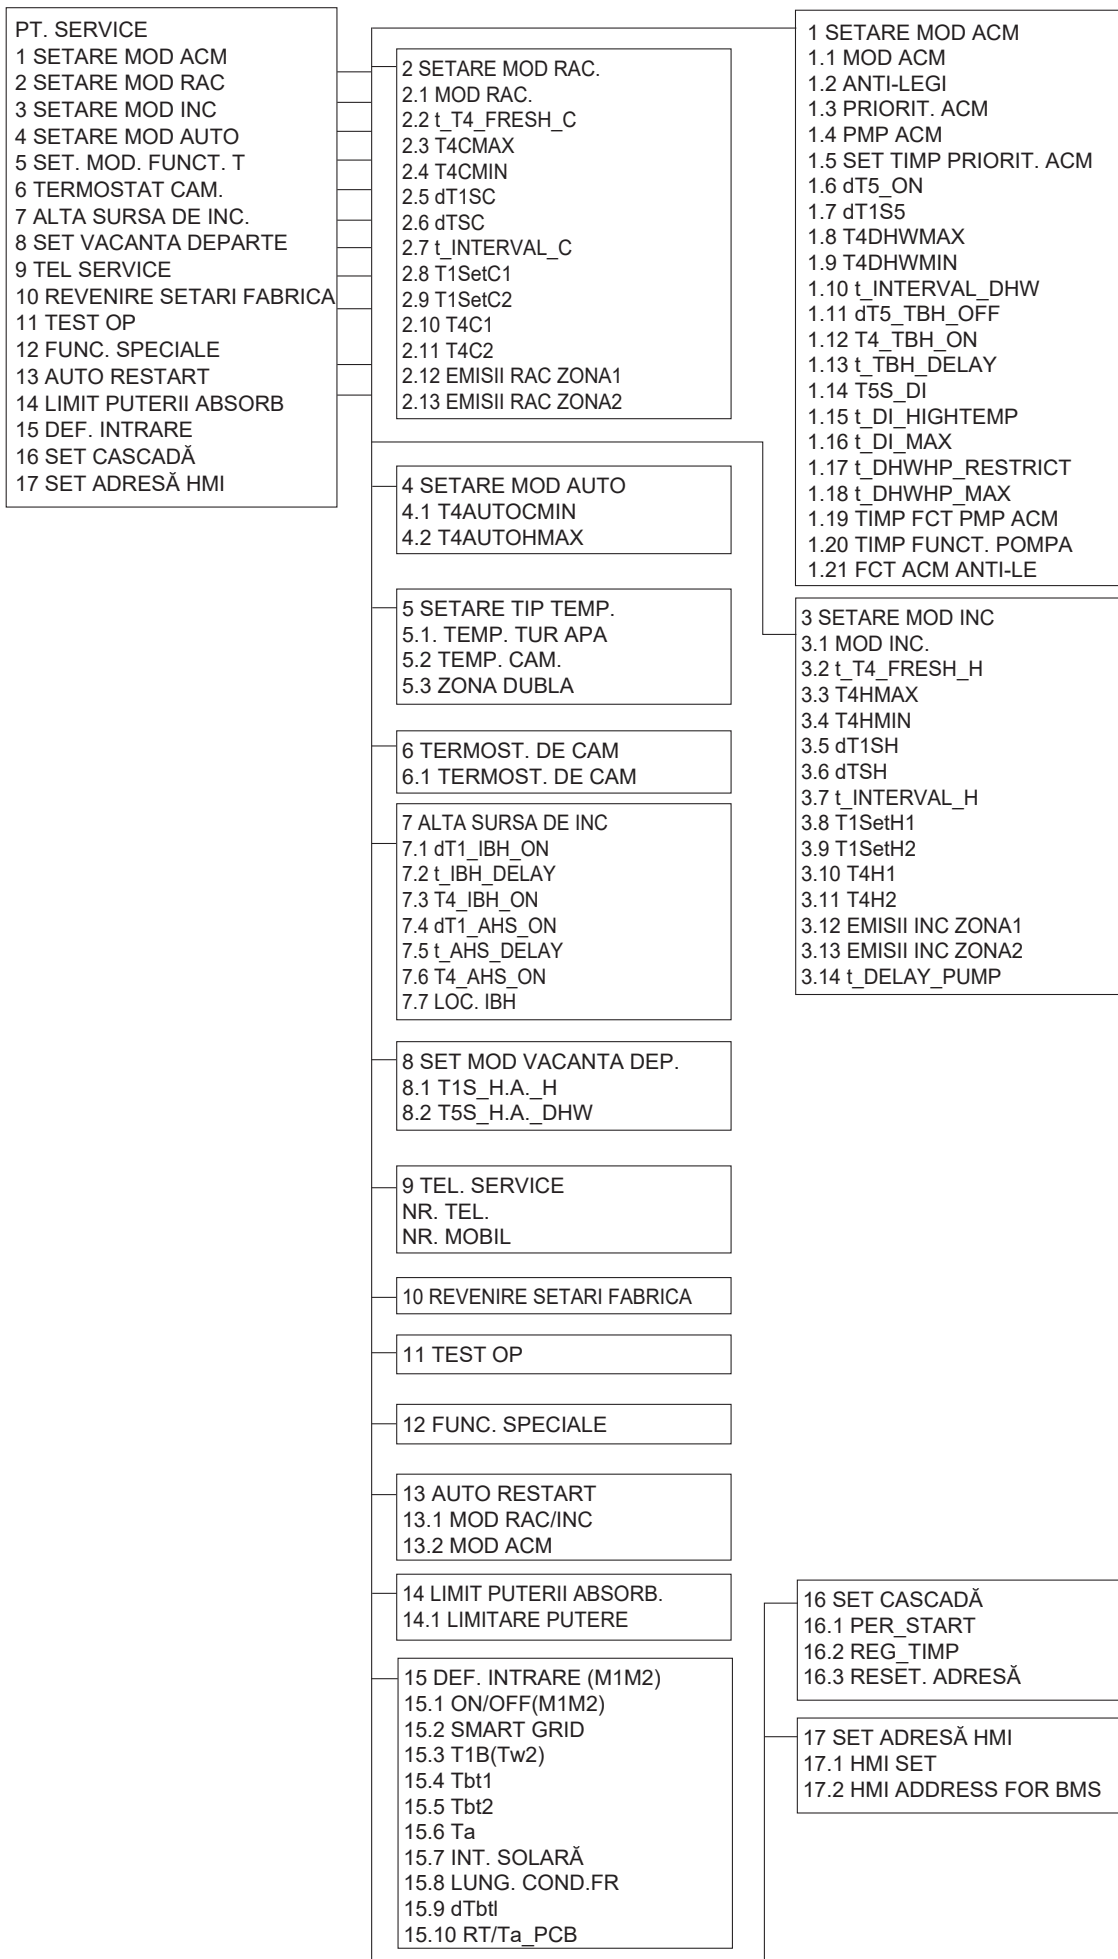 PT. SERVICE
1 SETARE MOD ACM
2 SETARE MOD RAC
3 SETARE MOD INC
4 SETARE MOD AUTO
5 SET. MOD. FUNCT. T
6 TERMOSTAT CAM.
7 ALTA SURSA DE INC.
8 SET VACANTA DEPARTE
9 TEL SERVICE
10 REVENIRE SETARI FABRICA
11 TEST OP
12 FUNC. SPECIALE
13 AUTO RESTART
14 LIMIT PUTERII ABSORB
15 DEF. INTRARE
16 SET CASCADĂ
17 SET ADRESĂ HMI
1 SETARE MOD ACM
1.1 MOD ACM
1.2 ANTI-LEGI
1.3 PRIORIT. ACM
1.4 PMP ACM
1.5 SET TIMP PRIORIT. ACM
1.6 dT5_ON
1.7 dT1S5
1.8 T4DHWMAX
1.9 T4DHWMIN
1.10 t_INTERVAL_DHW
1.11 dT5_TBH_OFF
1.12 T4_TBH_ON
1.13 t_TBH_DELAY
1.14 T5S_DI
1.15 t_DI_HIGHTEMP
1.16 t_DI_MAX
1.17 t_DHWHP_RESTRICT
1.18 t_DHWHP_MAX
1.19 TIMP FCT PMP ACM
1.20 TIMP FUNCT. POMPA
1.21 FCT ACM ANTI-LE
2 SETARE MOD RAC.
2.1 MOD RAC.
2.2 t_T4_FRESH_C
2.3 T4CMAX
2.4 T4CMIN
2.5 dT1SC
2.6 dTSC
2.7 t_INTERVAL_C
2.8 T1SetC1
2.9 T1SetC2
2.10 T4C1
2.11 T4C2
2.12 EMISII RAC ZONA1
2.13 EMISII RAC ZONA2
3 SETARE MOD INC
3.1 MOD INC.
3.2 t_T4_FRESH_H
3.3 T4HMAX
3.4 T4HMIN
3.5 dT1SH
3.6 dTSH
3.7 t_INTERVAL_H
3.8 T1SetH1
3.9 T1SetH2
3.10 T4H1
3.11 T4H2
3.12 EMISII INC ZONA1
3.13 EMISII INC ZONA2
3.14 t_DELAY_PUMP
4 SETARE MOD AUTO
4.1 T4AUTOCMIN
4.2 T4AUTOHMAX
5 SETARE TIP TEMP.
5.1. TEMP. TUR APA
5.2 TEMP. CAM.
5.3 ZONA DUBLA
6 TERMOST. DE CAM
6.1 TERMOST. DE CAM
7 ALTA SURSA DE INC
7.1 dT1_IBH_ON
7.2 t_IBH_DELAY
7.3 T4_IBH_ON
7.4 dT1_AHS_ON
7.5 t_AHS_DELAY
7.6 T4_AHS_ON
7.7 LOC. IBH
8 SET MOD VACANTA DEP.
8.1 T1S_H.A._H
8.2 T5S_H.A._DHW
9 TEL. SERVICE
NR. TEL.
NR. MOBIL
10 REVENIRE SETARI FABRICA
11 TEST OP
12 FUNC. SPECIALE
13 AUTO RESTART
13.1 MOD RAC/INC
13.2 MOD ACM
14 LIMIT PUTERII ABSORB.
14.1 LIMITARE PUTERE
15 DEF. INTRARE (M1M2)
15.1 ON/OFF(M1M2)
15.2 SMART GRID
15.3 T1B(Tw2)
15.4 Tbt1
15.5 Tbt2
15.6 Ta
15.7 INT. SOLARĂ
15.8 LUNG. COND.FR
15.9 dTbtl
15.10 RT/Ta_PCB
16 SET CASCADĂ
16.1 PER_START
16.2 REG_TIMP
16.3 RESET. ADRESĂ
17 SET ADRESĂ HMI
17.1 HMI SET
17.2 HMI ADDRESS FOR BMS